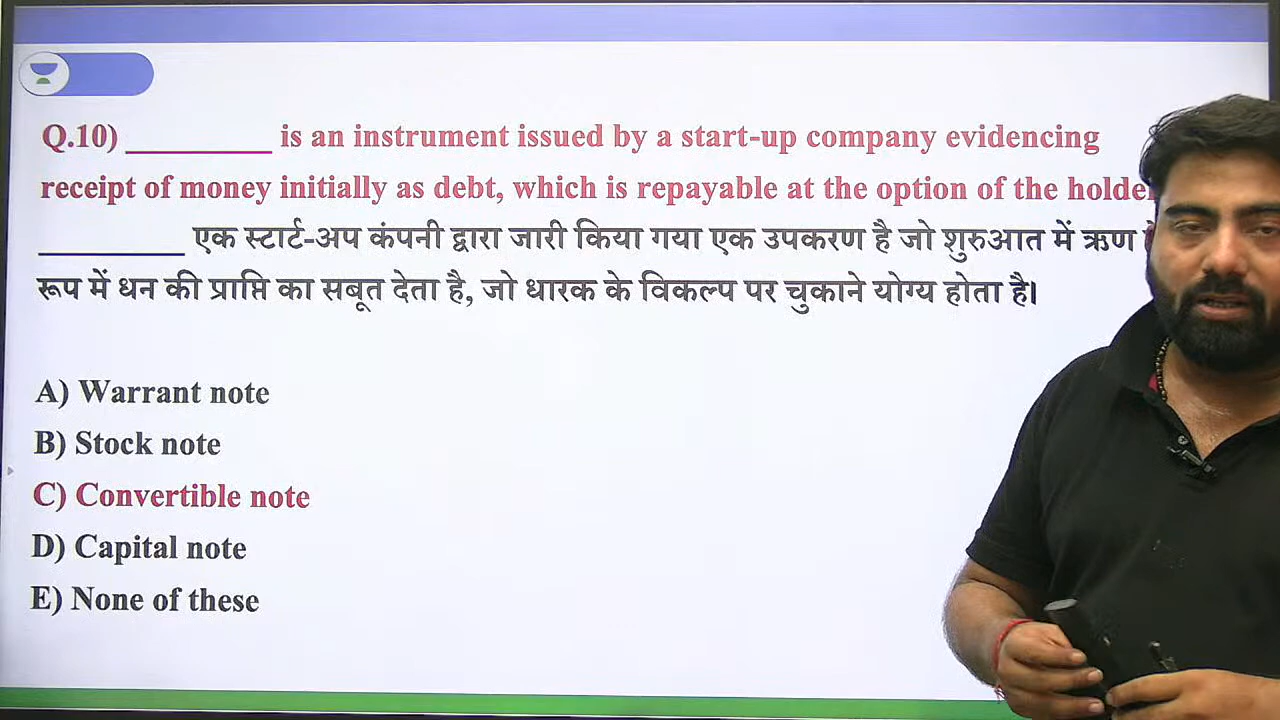 Q.10) __________ is an instrument issued by a start-up company evidencing
receipt of money initially as debt, which is repayable at the option of the
__________ एक स्टार्ट-अप कंपनी द्वारा जारी किया गया एक उपकरण है जो शुरुआत में ऋण
रूप में धन की प्राप्ति का सबूत देता है, जो धारक के विकल्प पर चुकाने योग्य होता है।
A) Warrant note
B) Stock note
C) Convertible note
D) Capital note
E) None of these